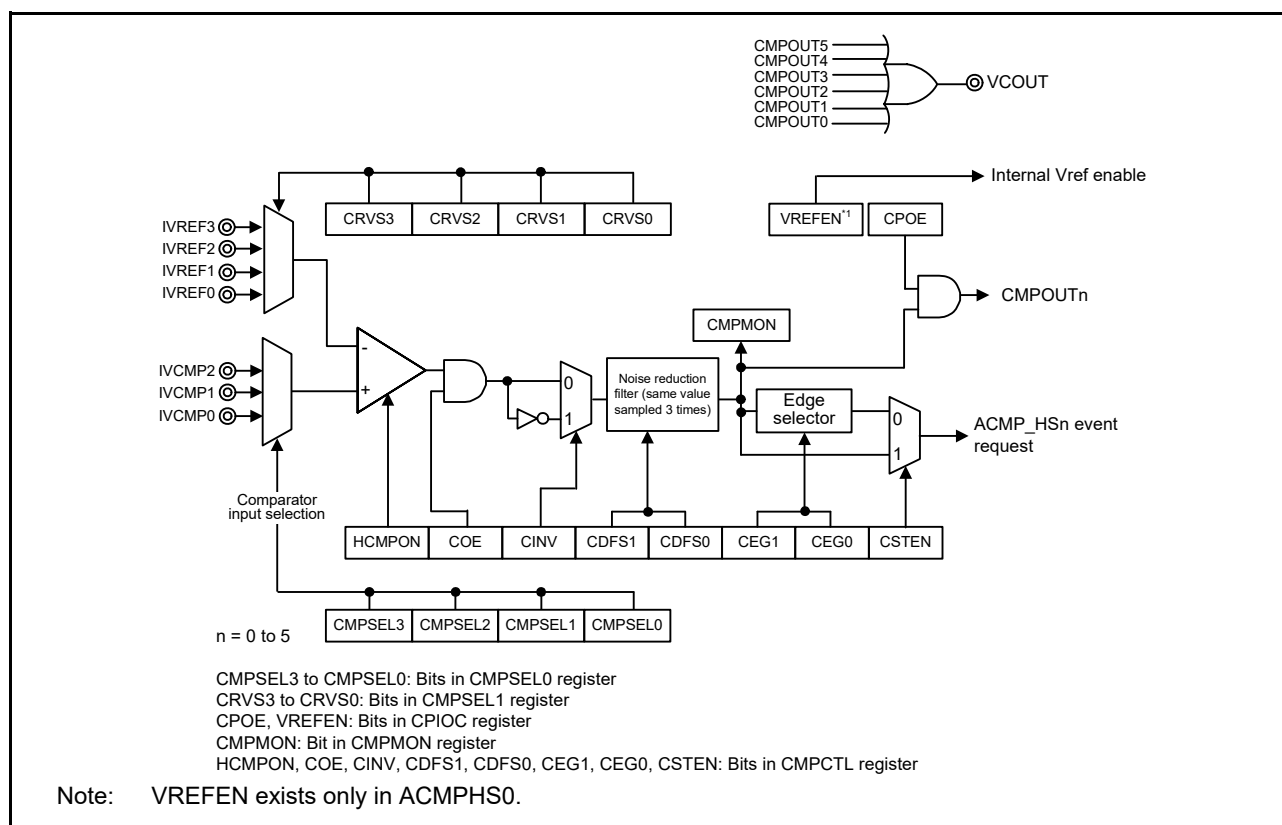 CMPOUT5
CMPOUT4
CMPOUT3
CMPOUT2
CMPOUT1
CMPOUT0
VCOUT
Internal Vref enable
CRVS3 CRVS2 CRVS1 CRVS0
VREFEN*1 CPOE
IVREF3
IVREF2
IVREF1
IVREF0
CMPOUTn
CMPMON
IVCMP2
IVCMP1
IVCMP0
-
+
0
1
Noise reduction
filter (same value
sampled 3 times)
Edge
selector
0
1
ACMP_HSn event
request
Comparator
input selection
HCMPON COE CINV CDFS1 CDFS0 CEG1 CEG0 CSTEN
CMPSEL3 CMPSEL2 CMPSEL1 CMPSEL0
n = 0 to 5
CMPSEL3 to CMPSEL0: Bits in CMPSEL0 register
CRVS3 to CRVS0: Bits in CMPSEL1 register
CPOE, VREFEN: Bits in CPIOC register
CMPMON: Bit in CMPMON register
HCMPON, COE, CINV, CDFS1, CDFS0, CEG1, CEG0, CSTEN: Bits in CMPCTL register
Note: VREFEN exists only in ACMPHS0.